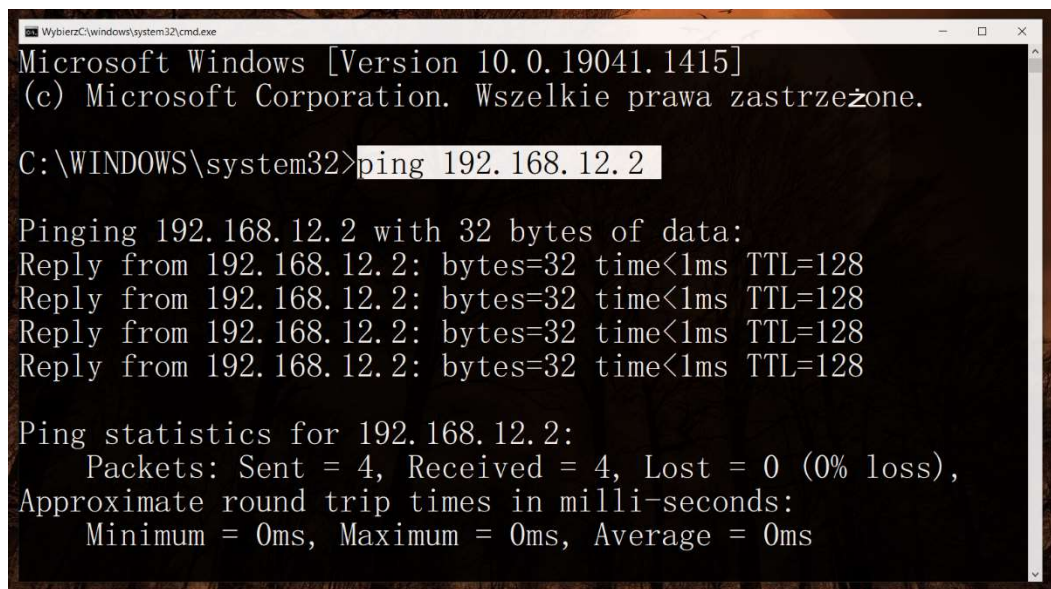 WybierzC:\windows\system32\cmd.exe
Microsoft Windows [Version 10.0.19041.1415]
(c) Microsoft Corporation. Wszelkie prawa zastrzeżone.
C:\WINDOWS\system32>ping 192.168.12.2
Pinging 192.168.12.2 with 32 bytes of data:
Reply from 192.168.12.2: bytes=32 time<1ms TTL=128
Reply from 192.168.12.2: bytes=32 time<1ms TTL=128
Reply from 192.168.12.2: bytes=32 time<1ms TTL=128
Reply from 192.168.12.2: bytes=32 time<1ms TTL=128
Ping statistics for 192.168.12.2:
Packets: Sent = 4, Received = 4, Lost = 0 (0% loss),
Approximate round trip times in milli-seconds:
Minimum = 0ms, Maximum = 0ms, Average = 0ms